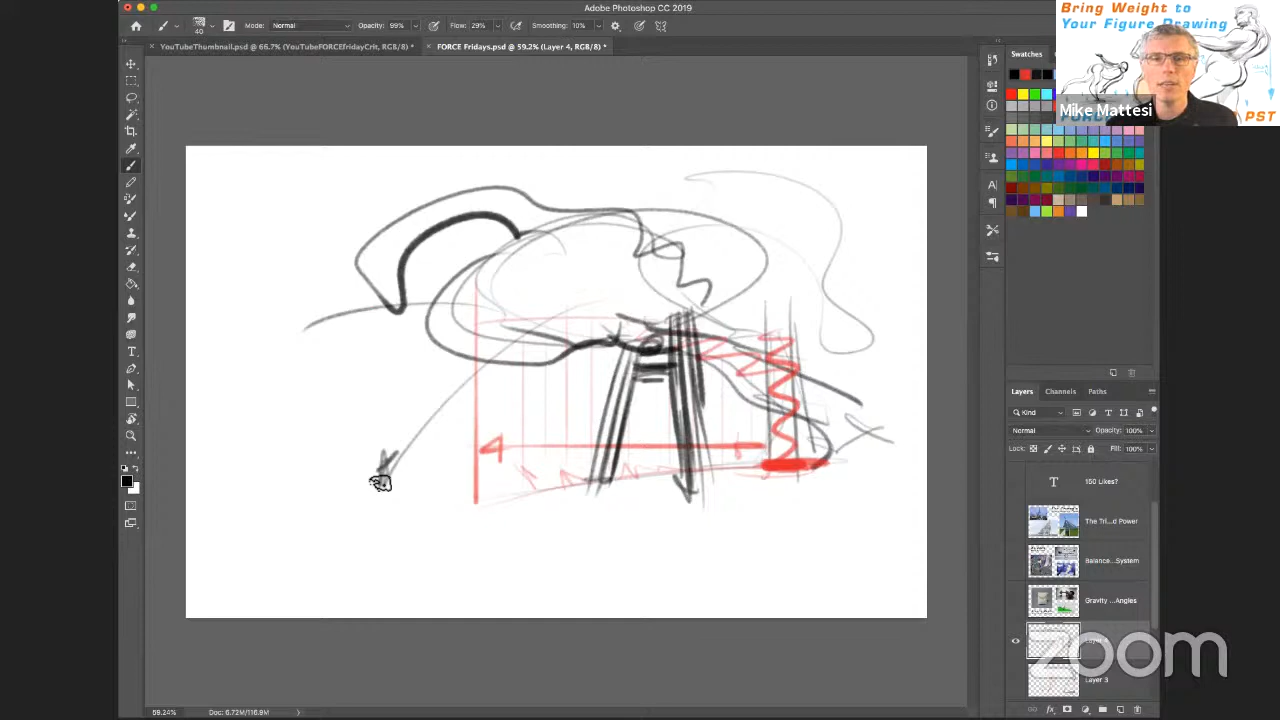 Adobe Photoshop CC 2019
Mode: Normal Opacity: 99% Flow: 29% Smoothing: 10%
40
YouTubeThumbnail.psd @ 66.7% (YouTubeFORCEfridayCrit, RGB/8) *
FORCE Fridays.psd @ 59.2% (Layer 4, RGB/8) *
Bring Weight to
Your Figure Drawing
Mike Mattesi
PST
Swatches
4
Layers Channels Paths
Kind
Normal Opacity: 100%
Lock: Fill: 100%
T 150 Likes?
The Tri...d Power
Balance...System
Gravity ...Angles
Layer 3
zoom
59.24% Doc: 6.72M/116.9M